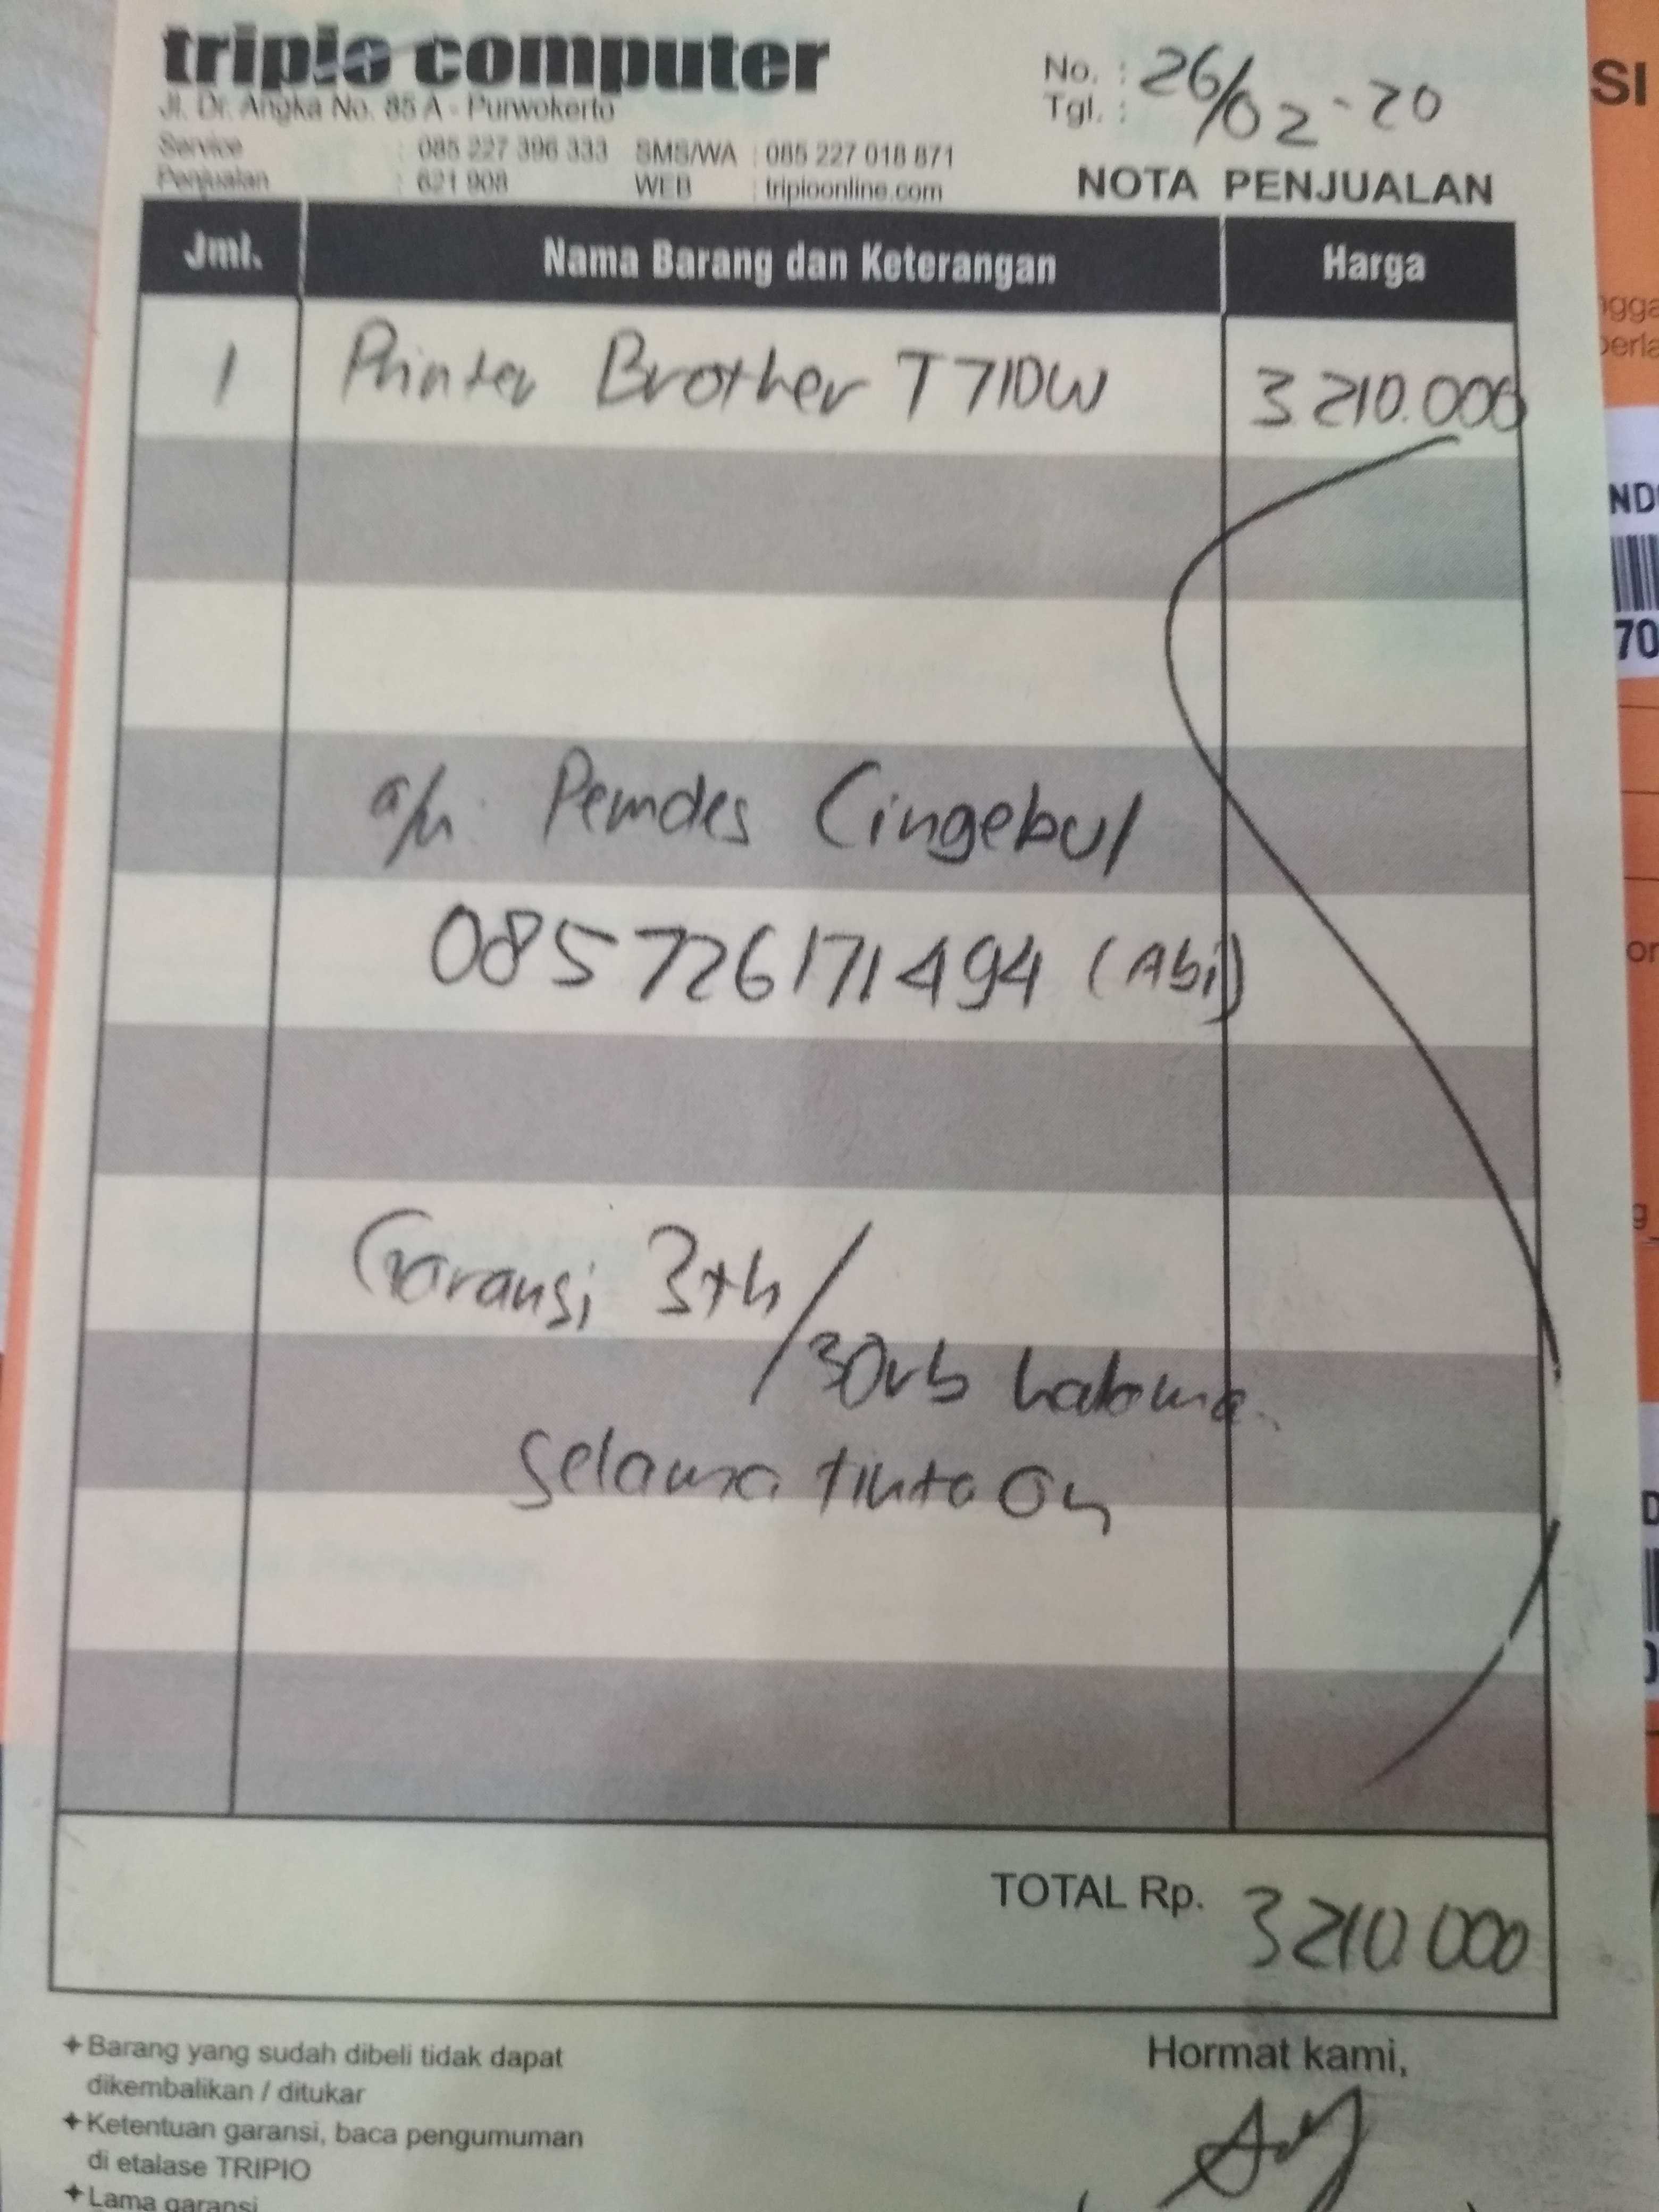 tripio computer
Jl. Dr. Angka No. 85 A - Purwokerto
Service : 085 227 396 333 SMS/WA : 085 227 018 871
Penjualan : 621 908 WEB : tripioonline.com
No. :
Tgl. : 26/02-20
NOTA PENJUALAN
Jml. Nama Barang dan Keterangan Harga
1 Printer Brother T710W 3.210.000
a/n. Pemdes Cingebul
085726171494 (Abi)
Garansi 3th/
30rb halama
selama tinta On
TOTAL Rp. 3210.000
+ Barang yang sudah dibeli tidak dapat
dikembalikan / ditukar
+ Ketentuan garansi, baca pengumuman
di etalase TRIPIO
+ Lama garansi
Hormat kami,
SI
ND
70